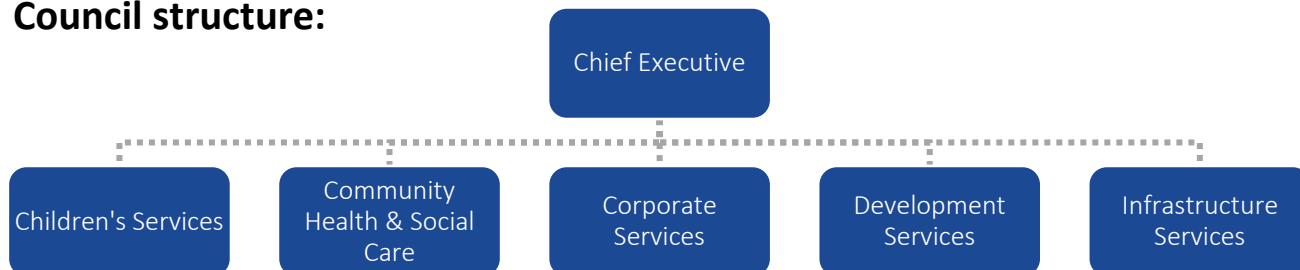 Council structure:
Chief Executive
Children's Services
Community
Health & Social
Care
Corporate
Services
Development
Services
Infrastructure
Services